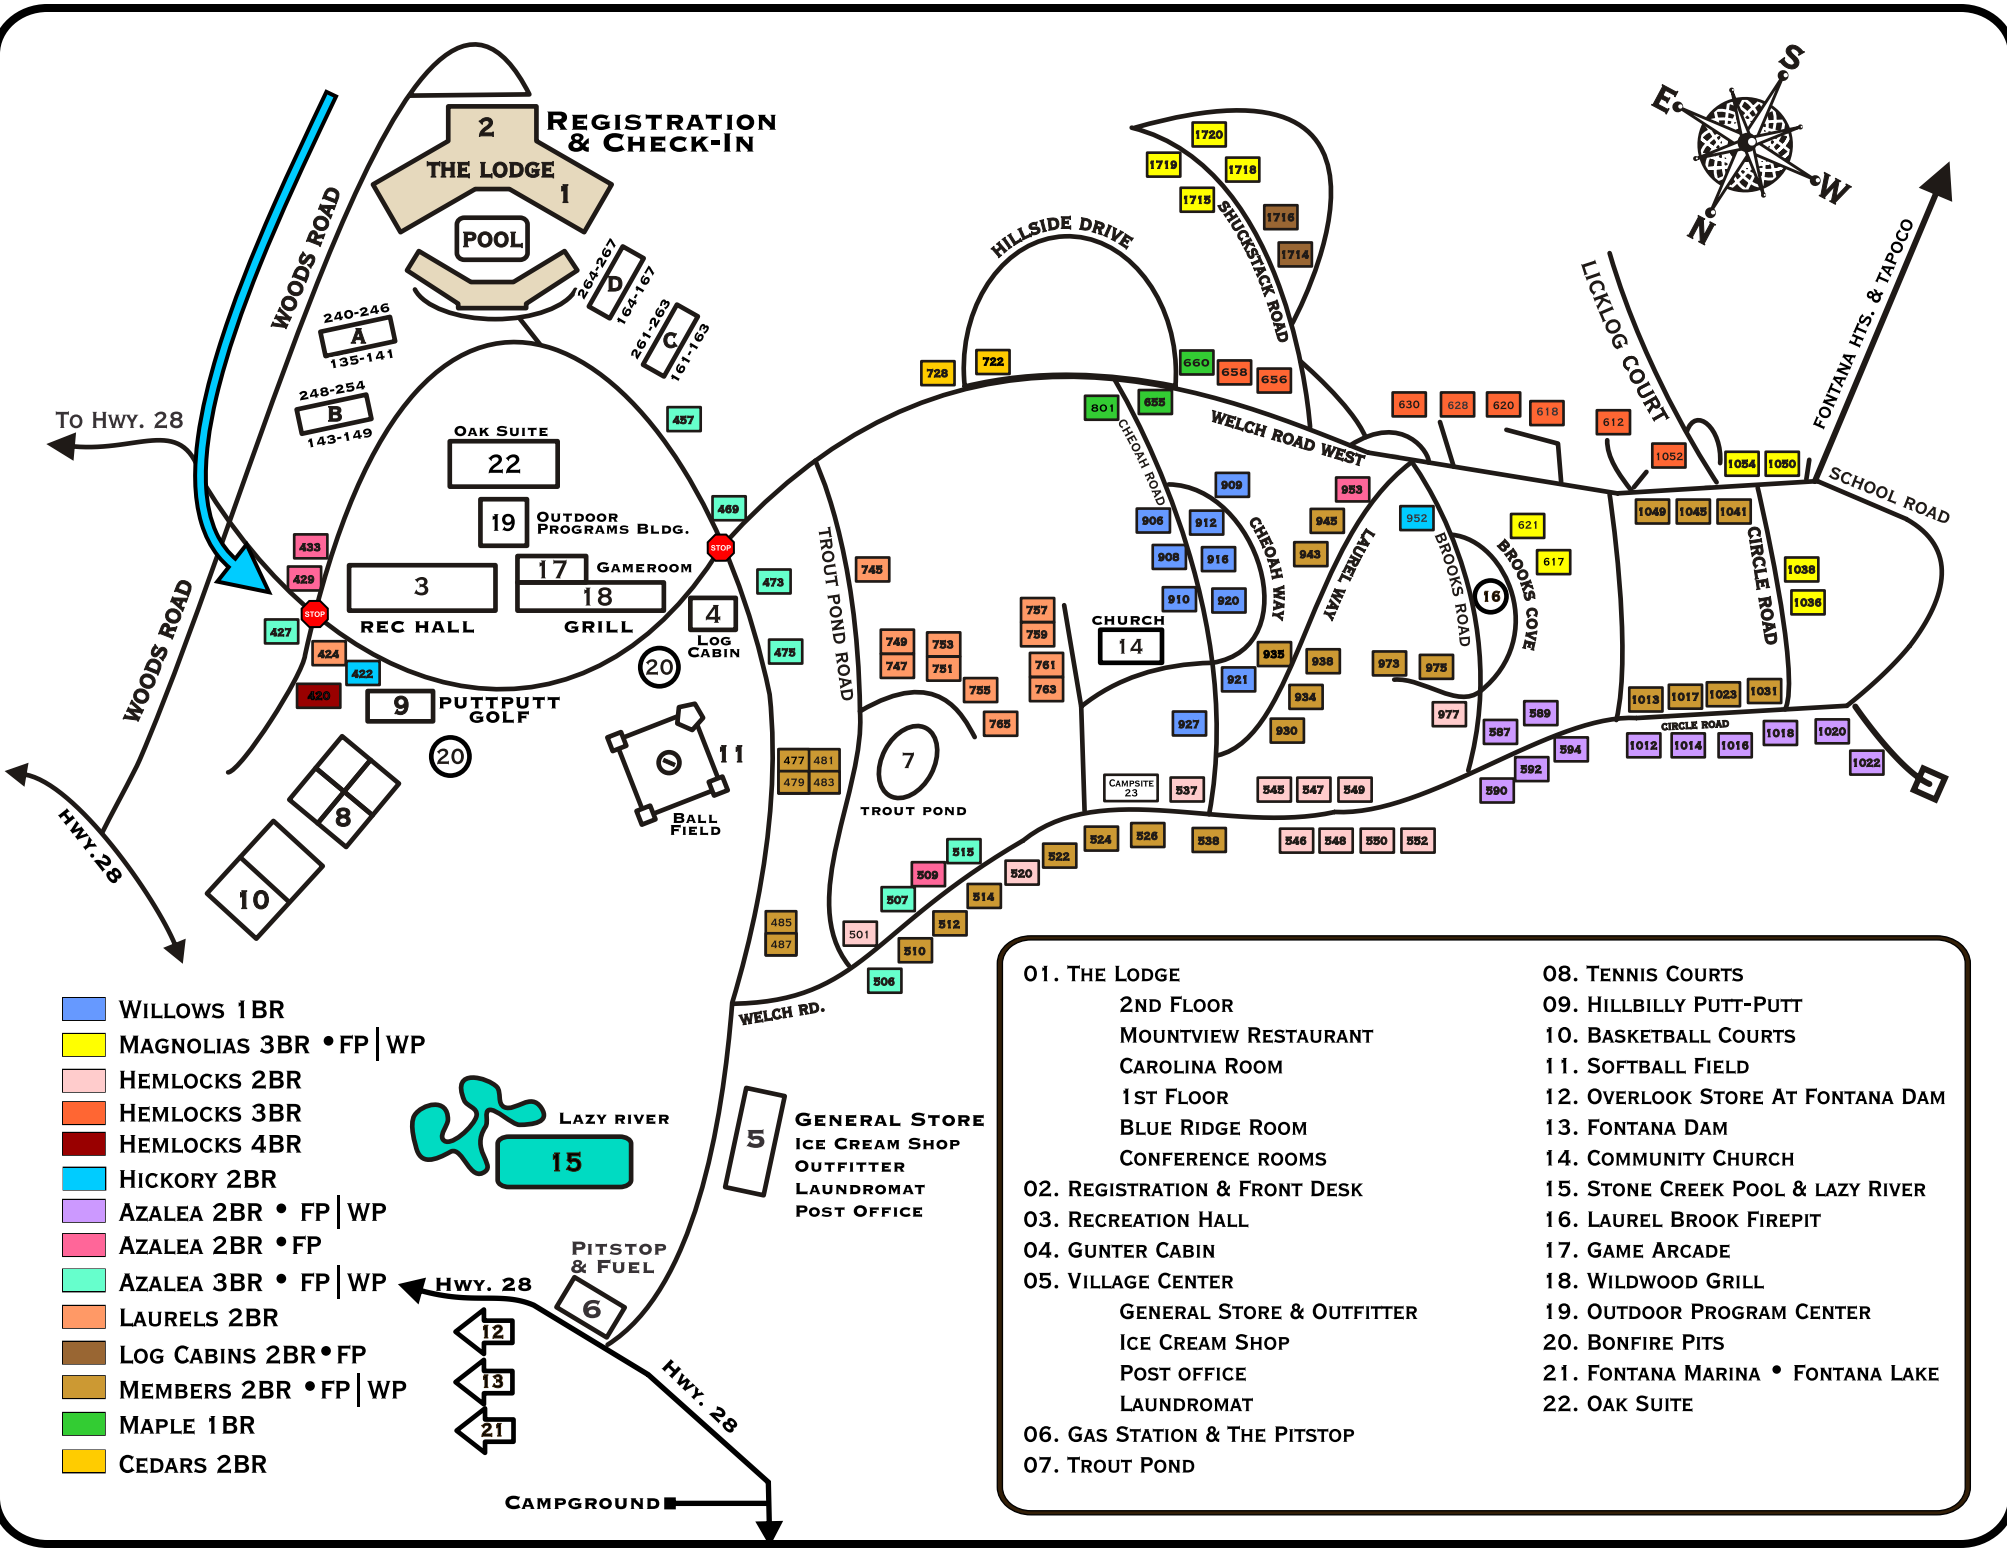 REGISTRATION
& CHECK-IN
2
THE LODGE
1
POOL
WOODS ROAD
240-246
A
135-141
248-254
B
143-149
264-267
D
164-167
261-263
C
161-163
TO HWY. 28
OAK SUITE
22
19
OUTDOOR
PROGRAMS BLDG.
17
GAMEROOM
18
GRILL
3
REC HALL
4
LOG
CABIN
STOP
STOP
433
429
427
424
422
420
457
469
473
475
9
PUTTPUTT
GOLF
20
20
WOODS ROAD
HWY.28
8
10
11
BALL
FIELD
477
481
479
483
485
487
TROUT POND ROAD
745
749
747
753
751
755
765
757
759
761
763
7
TROUT POND
728
722
HILLSIDE DRIVE
1720
1719
1718
1715
1716
1714
SHUCKSTACK ROAD
660
658
656
655
801
CHEOAH ROAD
WELCH ROAD WEST
630
628
620
618
612
1052
LICKLOG COURT
1054
1050
FONTANA HTS. & TAPOCO
SCHOOL ROAD
S
E
W
N
909
906
912
908
916
910
920
CHEOAH WAY
CHURCH
14
921
927
953
945
943
LAUREL WAY
935
938
934
930
952
BROOKS ROAD
621
617
BROOKS COVE
16
973
975
977
1049
1045
1041
CIRCLE ROAD
1038
1036
1013
1017
1023
1031
CIRCLE ROAD
1012
1014
1016
1018
1020
1022
589
587
594
592
590
CAMPSITE
23
537
545
547
549
546
548
550
552
524
526
538
522
520
514
512
510
515
509
507
501
506
WELCH RD.
WILLOWS 1BR
MAGNOLIAS 3BR • FP|WP
HEMLOCKS 2BR
HEMLOCKS 3BR
HEMLOCKS 4BR
HICKORY 2BR
AZALEA 2BR • FP|WP
AZALEA 2BR • FP
AZALEA 3BR • FP|WP
LAURELS 2BR
LOG CABINS 2BR • FP
MEMBERS 2BR • FP|WP
MAPLE 1BR
CEDARS 2BR
LAZY RIVER
15
5
GENERAL STORE
ICE CREAM SHOP
OUTFITTER
LAUNDROMAT
POST OFFICE
PITSTOP
& FUEL
6
HWY. 28
12
13
21
HWY. 28
CAMPGROUND
01. THE LODGE
2ND FLOOR
MOUNTVIEW RESTAURANT
CAROLINA ROOM
1ST FLOOR
BLUE RIDGE ROOM
CONFERENCE ROOMS
02. REGISTRATION & FRONT DESK
03. RECREATION HALL
04. GUNTER CABIN
05. VILLAGE CENTER
GENERAL STORE & OUTFITTER
ICE CREAM SHOP
POST OFFICE
LAUNDROMAT
06. GAS STATION & THE PITSTOP
07. TROUT POND
08. TENNIS COURTS
09. HILLBILLY PUTT-PUTT
10. BASKETBALL COURTS
11. SOFTBALL FIELD
12. OVERLOOK STORE AT FONTANA DAM
13. FONTANA DAM
14. COMMUNITY CHURCH
15. STONE CREEK POOL & LAZY RIVER
16. LAUREL BROOK FIREPIT
17. GAME ARCADE
18. WILDWOOD GRILL
19. OUTDOOR PROGRAM CENTER
20. BONFIRE PITS
21. FONTANA MARINA • FONTANA LAKE
22. OAK SUITE